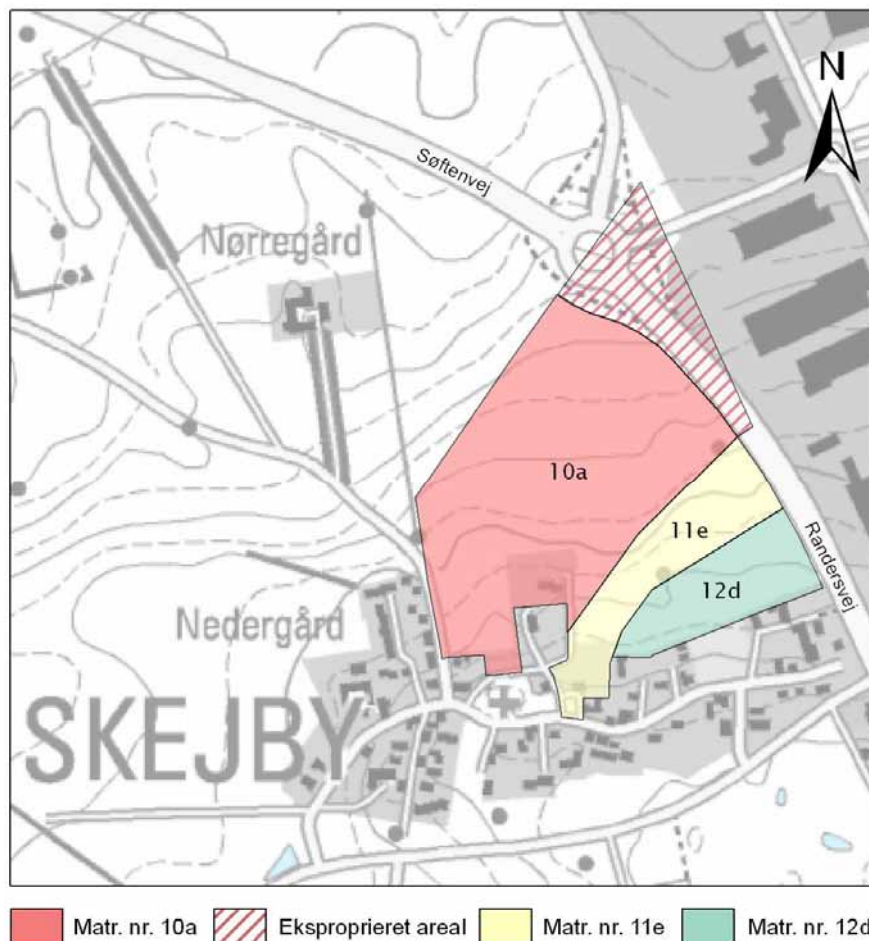 N
Søftenvej
Nørregård
10a
11e
12d
Randersvej
Nedergård
SKEJBY
Matr. nr. 10a Eksproprieret areal Matr. nr. 11e Matr. nr. 12d